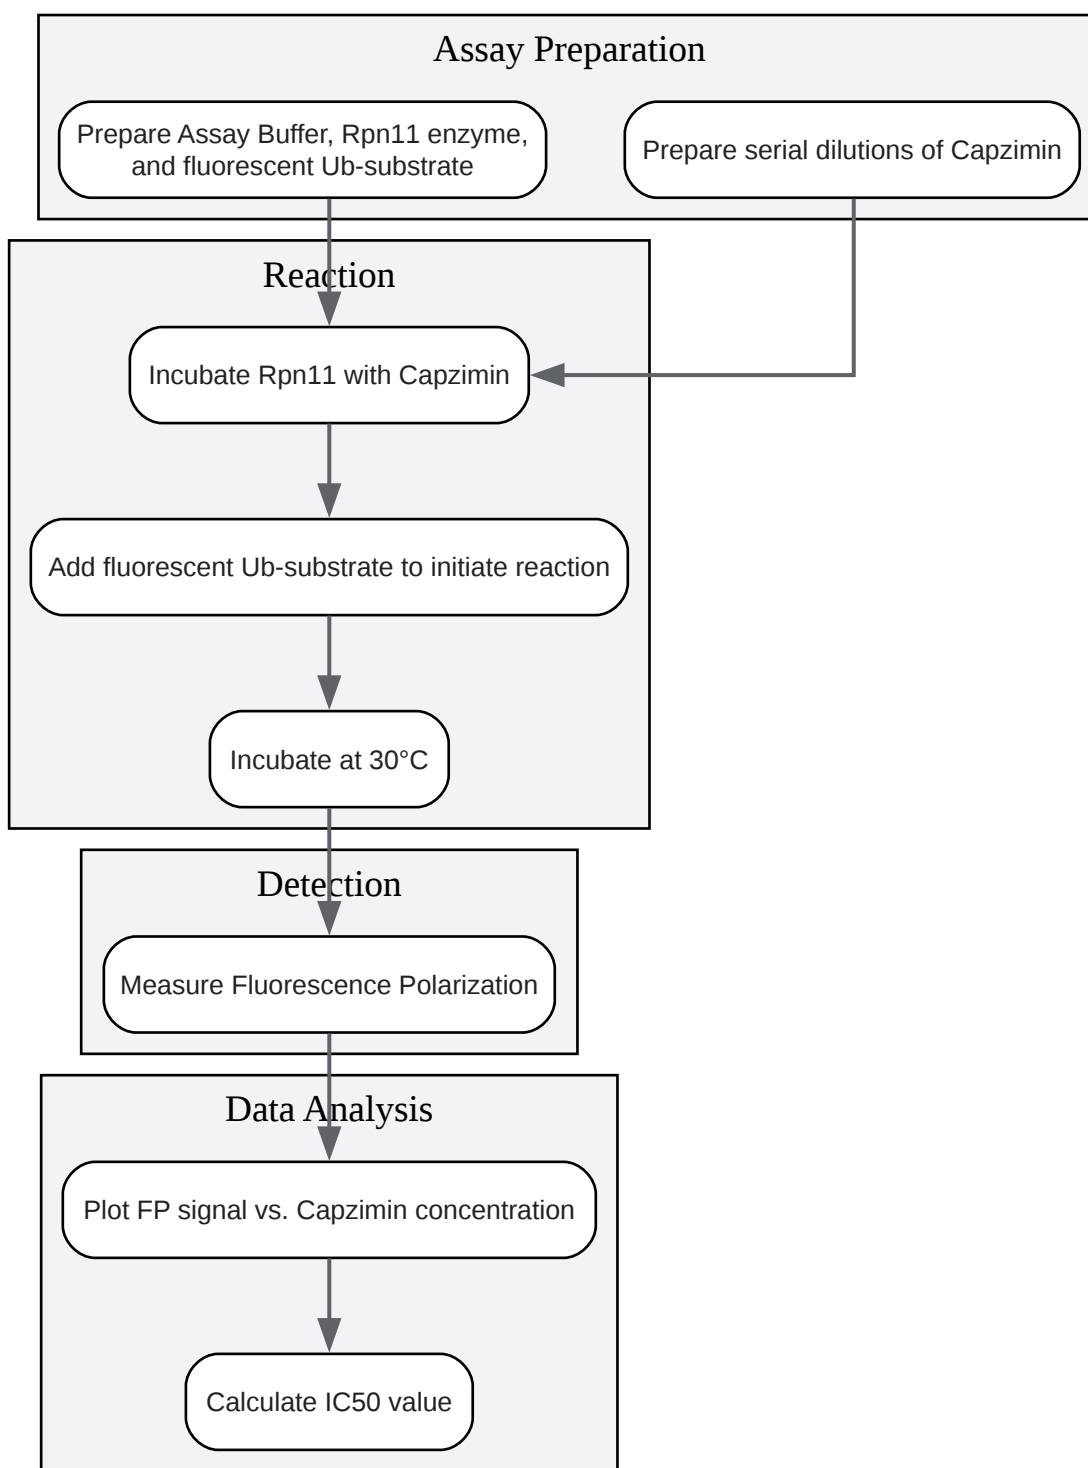 Assay Preparation
Prepare Assay Buffer, Rpn11 enzyme,
and fluorescent Ub-substrate
Prepare serial dilutions of Capzimin
Reaction
Incubate Rpn11 with Capzimin
Add fluorescent Ub-substrate to initiate reaction
Incubate at 30°C
Detection
Measure Fluorescence Polarization
Data Analysis
Plot FP signal vs. Capzimin concentration
Calculate IC50 value